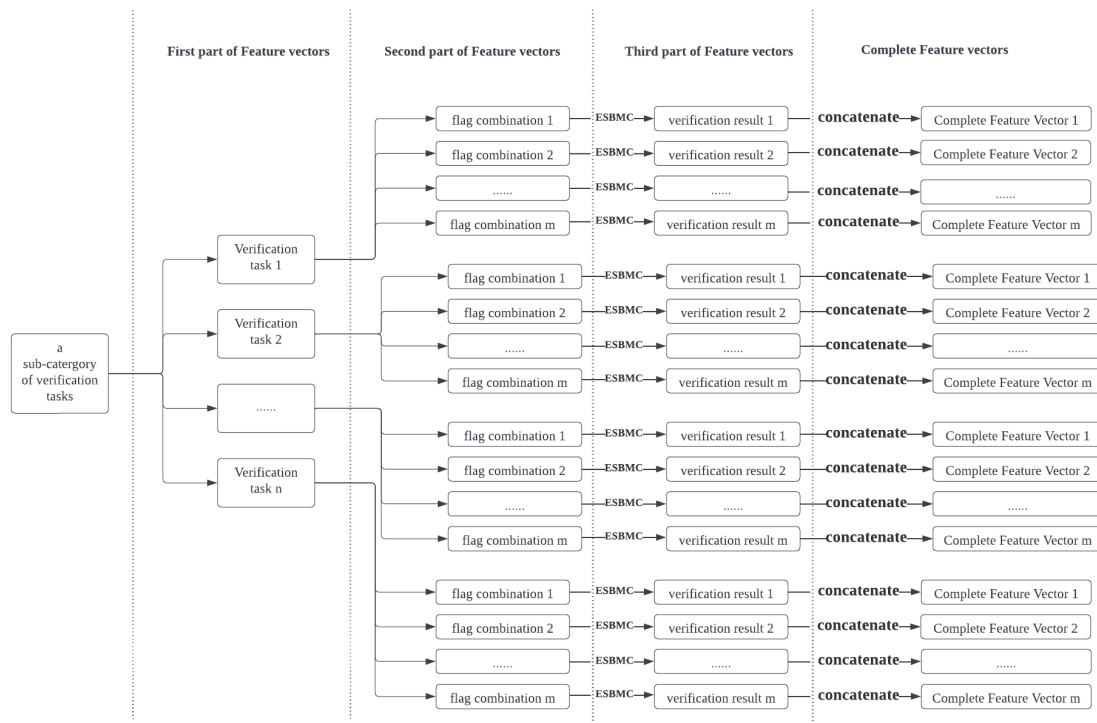 First part of Feature vectors
Second part of Feature vectors
Third part of Feature vectors
Complete Feature vectors
flag combination 1 ESBMC verification result 1 concatenate Complete Feature Vector 1
flag combination 2 ESBMC verification result 2 concatenate Complete Feature Vector 2
...... ESBMC ...... concatenate ......
flag combination m ESBMC verification result m concatenate Complete Feature Vector m
Verification
task 1
flag combination 1 ESBMC verification result 1 concatenate Complete Feature Vector 1
flag combination 2 ESBMC verification result 2 concatenate Complete Feature Vector 2
...... ESBMC ...... concatenate ......
flag combination m ESBMC verification result m concatenate Complete Feature Vector m
Verification
task 2
a
sub-catergory
of verification
tasks
......
flag combination 1 ESBMC verification result 1 concatenate Complete Feature Vector 1
flag combination 2 ESBMC verification result 2 concatenate Complete Feature Vector 2
...... ESBMC ...... concatenate ......
flag combination m ESBMC verification result m concatenate Complete Feature Vector m
Verification
task n
flag combination 1 ESBMC verification result 1 concatenate Complete Feature Vector 1
flag combination 2 ESBMC verification result 2 concatenate Complete Feature Vector 2
...... ESBMC ...... concatenate ......
flag combination m ESBMC verification result m concatenate Complete Feature Vector m